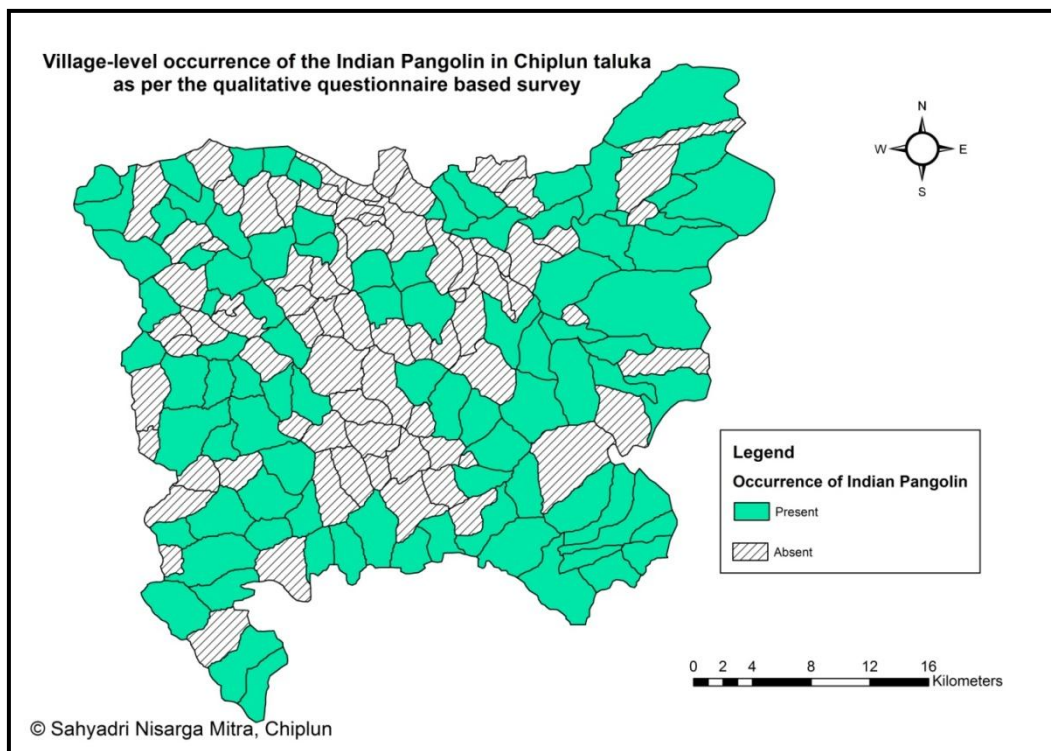 Village-level occurrence of the Indian Pangolin in Chiplun taluka
as per the qualitative questionnaire based survey
N
W E
S
Legend
Occurrence of Indian Pangolin
Present
Absent
0 2 4 8 12 16
Kilometers
© Sahyadri Nisarga Mitra, Chiplun